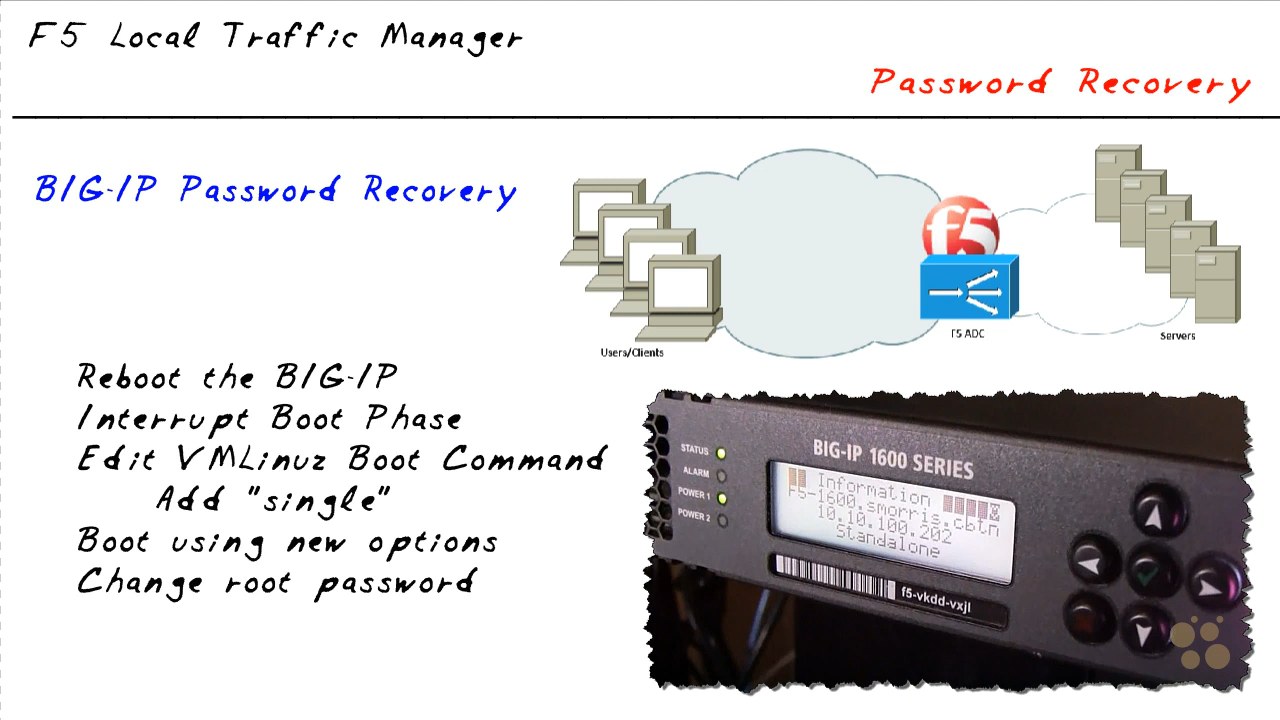 F5 Local Traffic Manager
Password Recovery
BIG-IP Password Recovery
f5
Users/Clients
F5 ADC
Servers
Reboot the BIG-IP
Interrupt Boot Phase
Edit VMLinuz Boot Command
Add "single"
Boot using new options
Change root password
BIG-IP 1600 SERIES
STATUS
ALARM
POWER 1
POWER 2
Information
F5-1600.smorris.cbtn
10.10.100.202
Standalone
f5-vkdd-vxjl